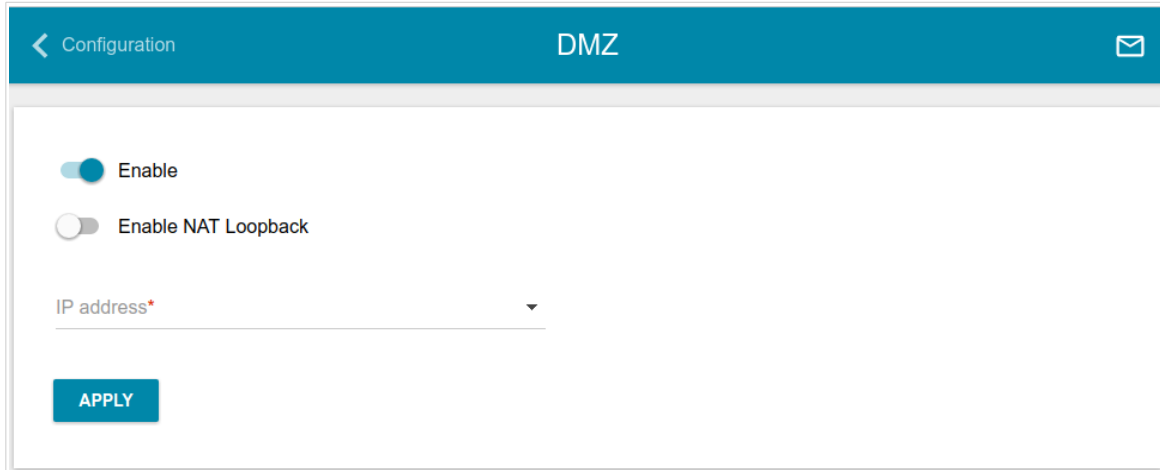 Configuration
DMZ
Enable
Enable NAT Loopback
IP address*
APPLY